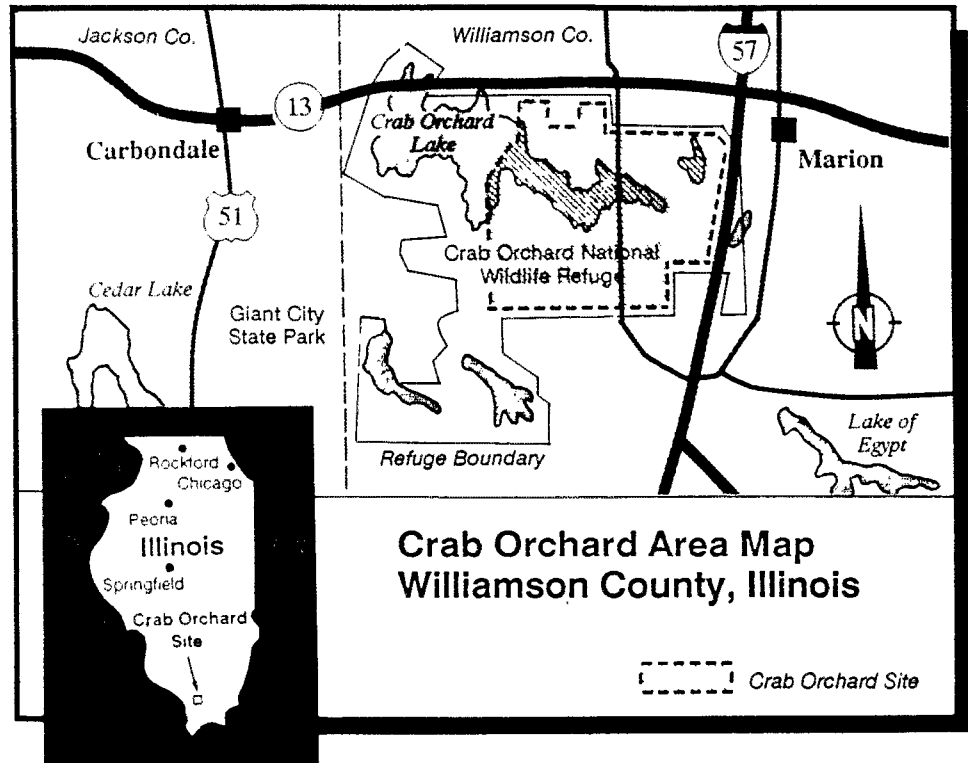 Jackson Co.
Williamson Co.
57
13
Crab Orchard
Lake
Carbondale
Marion
51
Crab Orchard National
Wildlife Refuge
Cedar Lake
Giant City
State Park
N
Lake of
Egypt
Refuge Boundary
Rockford
Chicago
Peoria
Illinois
Springfield
Crab Orchard
Site
Crab Orchard Area Map
Williamson County, Illinois
Crab Orchard Site